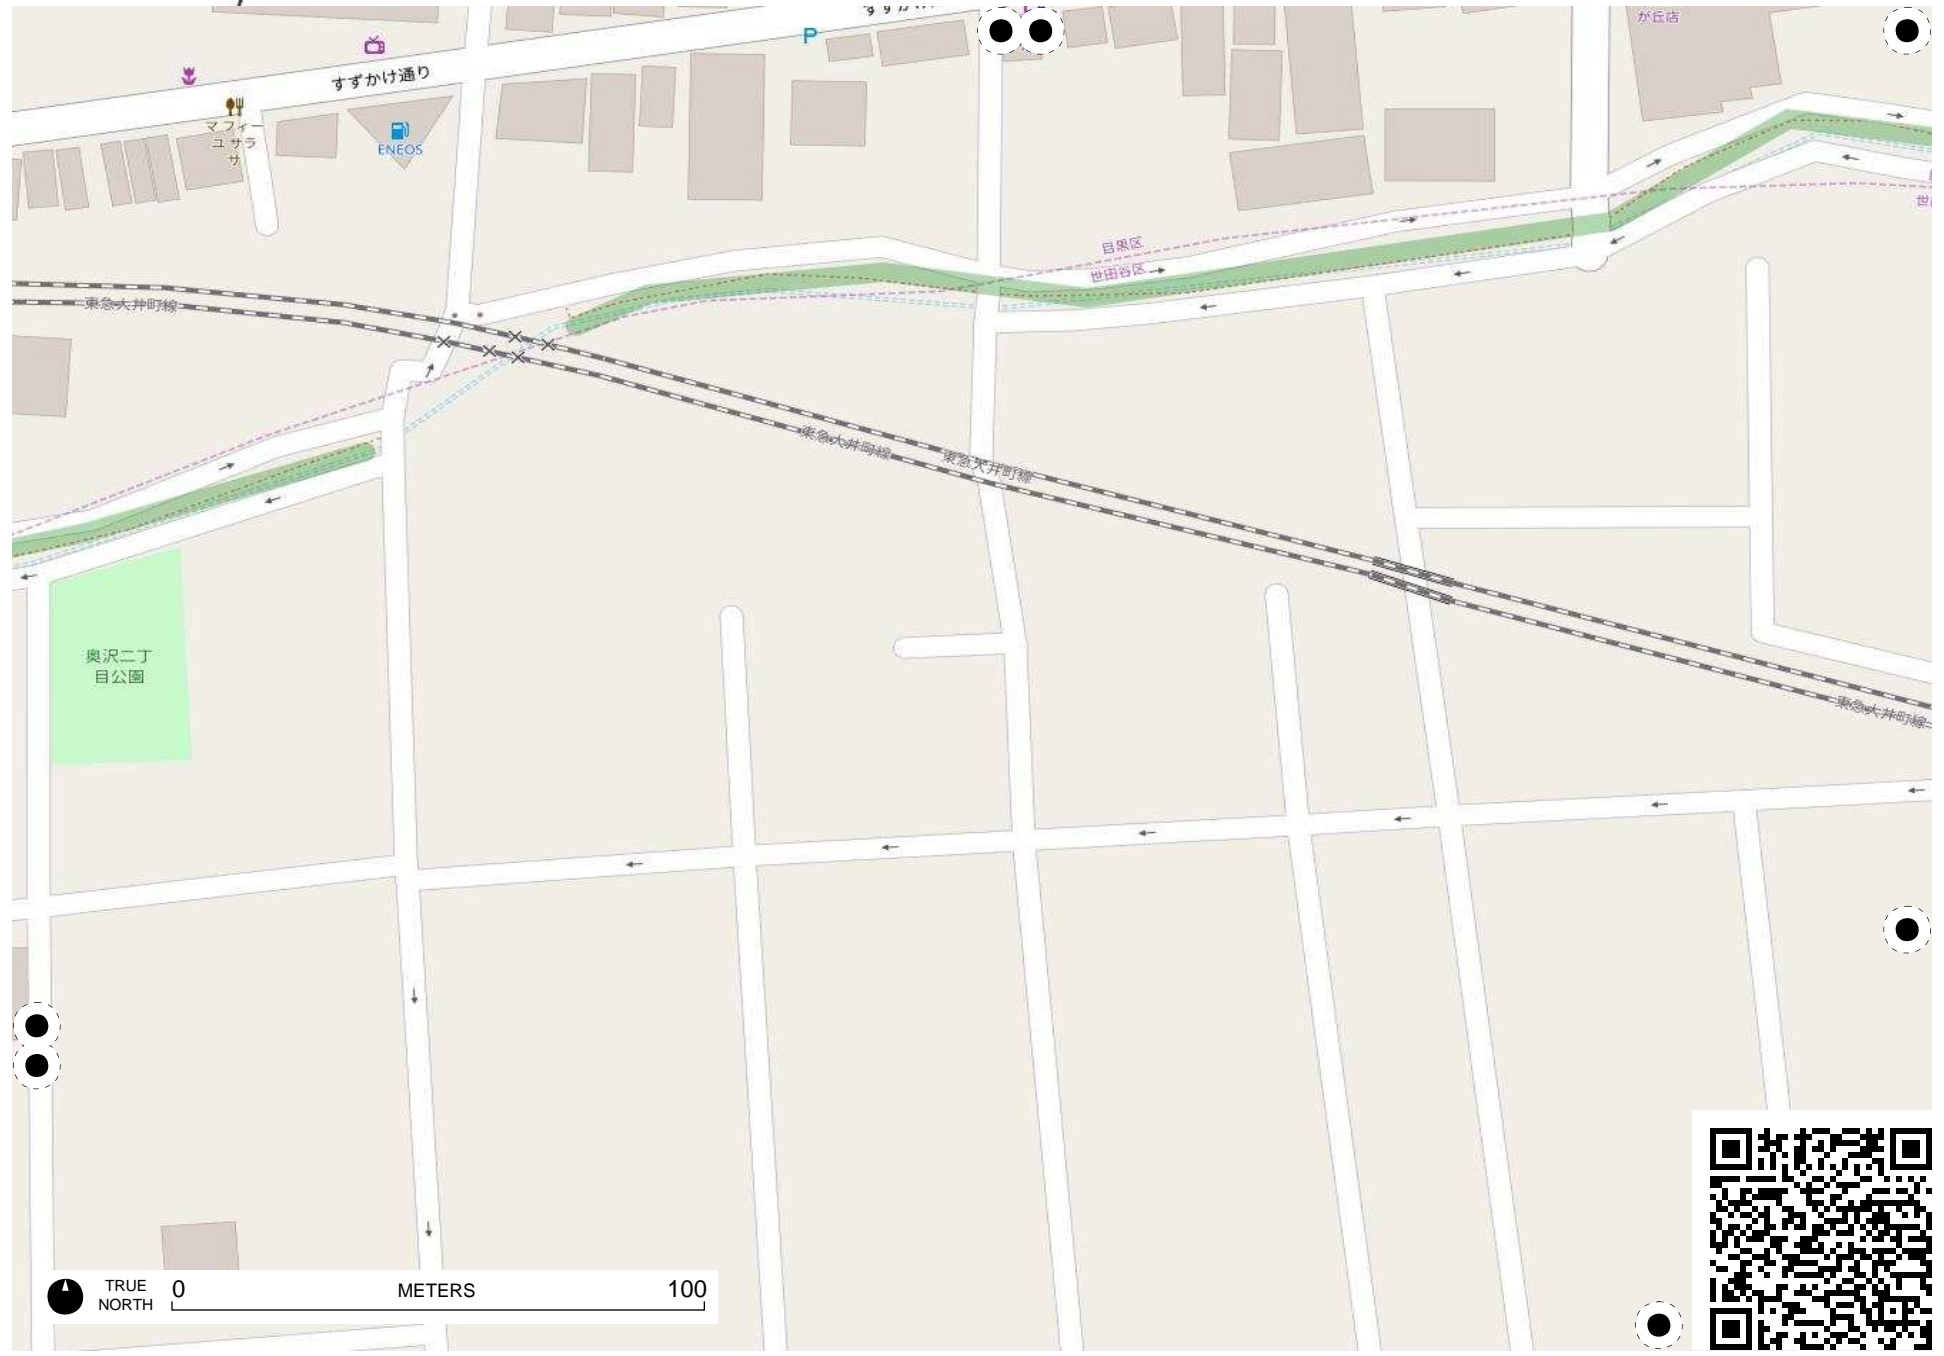 が丘店
P
すずかけ通り
マフィー
ユ サラ
サ
ENEOS
目黒区
世田谷区
東急大井町線
東急大井町線
東急大井町線
奥沢二丁
目公園
東急大井町線
TRUE
NORTH
0
METERS
100